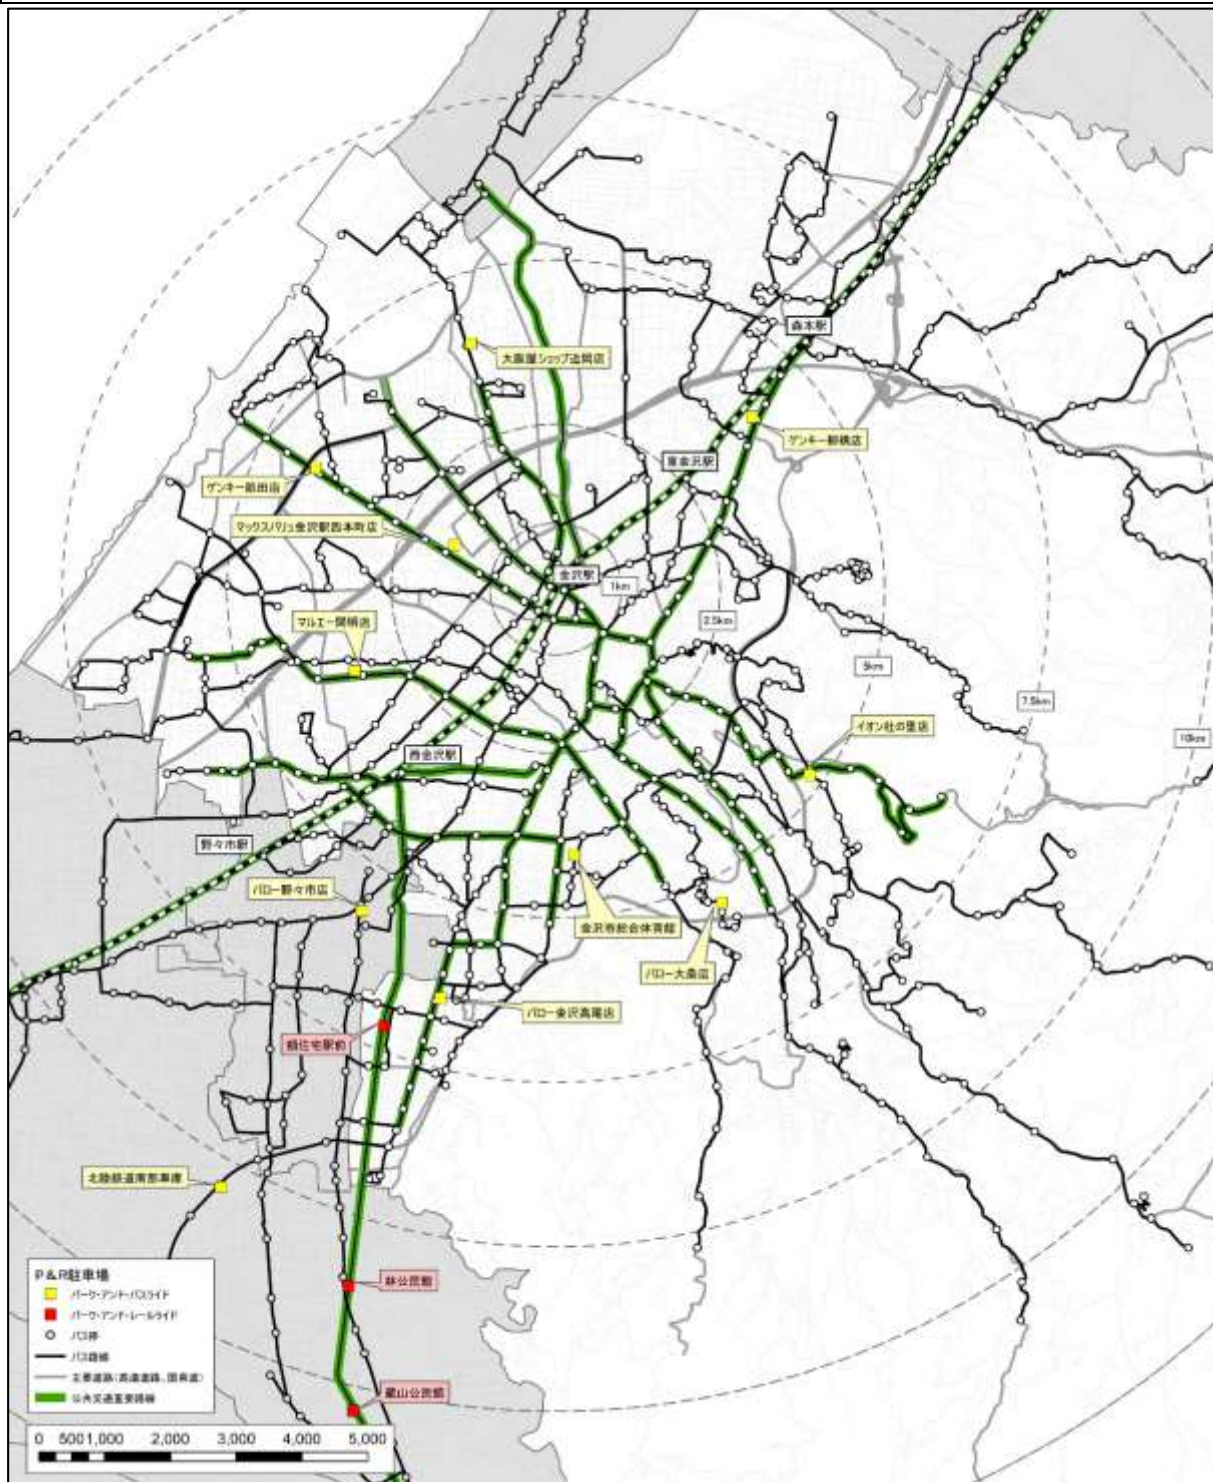 森本駅
大阪屋ショップ進岡店
ゲンキー柳橋店
東金沢駅
ゲンキー畝田店
マックスバリュ金沢駅西本町店
金沢駅
1km
2.5km
マルエー間明店
5km
7.5km
イオン杜の里店
10km
西金沢駅
野々市駅
バロー野々市店
金沢市総合体育館
バロー大桑店
バロー金沢高尾店
額住宅駅前
北陸鉄道南部車庫
林公民館
P&R駐車場
パーク・アンド・バスライド
パーク・アンド・レールライド
バス停
バス路線
主要道路(高速道路、国県道)
公共交通重要路線
蔵山公民館
0 500 1,000 2,000 3,000 4,000 5,000